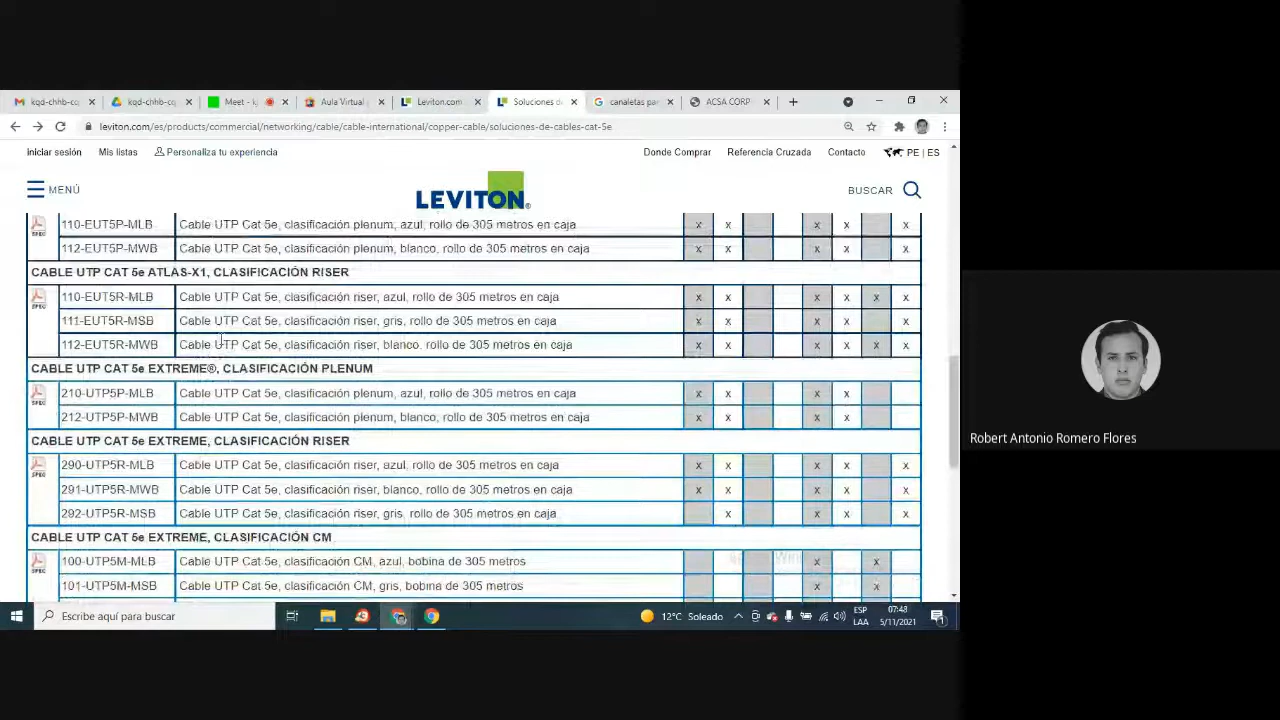 kqd-chhb-cq
kqd-chhb-cq
Meet - k
Aula Virtual
Leviton.com
Soluciones de
canaletas pa
ACSA CORP
leviton.com/es/products/commercial/networking/cable/cable-international/copper-cable/soluciones-de-cables-cat-5e
Iniciar sesión Mis listas Personaliza tu experiencia Donde Comprar Referencia Cruzada Contacto PE | ES
MENÚ LEVITON® BUSCAR
110-EUT5P-MLB Cable UTP Cat 5e, clasificación plenum, azul, rollo de 305 metros en caja x x x x x
112-EUT5P-MWB Cable UTP Cat 5e, clasificación plenum, blanco, rollo de 305 metros en caja x x x x x
CABLE UTP CAT 5e ATLAS-X1, CLASIFICACIÓN RISER
SPEC 110-EUT5R-MLB Cable UTP Cat 5e, clasificación riser, azul, rollo de 305 metros en caja x x x x x x
111-EUT5R-MSB Cable UTP Cat 5e, clasificación riser, gris, rollo de 305 metros en caja x x x x x
112-EUT5R-MWB Cable UTP Cat 5e, clasificación riser, blanco, rollo de 305 metros en caja x x x x x x
CABLE UTP CAT 5e EXTREME®, CLASIFICACIÓN PLENUM
SPEC 210-UTP5P-MLB Cable UTP Cat 5e, clasificación plenum, azul, rollo de 305 metros en caja x x x x
212-UTP5P-MWB Cable UTP Cat 5e, clasificación plenum, blanco, rollo de 305 metros en caja x x x x
CABLE UTP CAT 5e EXTREME, CLASIFICACIÓN RISER
SPEC 290-UTP5R-MLB Cable UTP Cat 5e, clasificación riser, azul, rollo de 305 metros en caja x x x x x
291-UTP5R-MWB Cable UTP Cat 5e, clasificación riser, blanco, rollo de 305 metros en caja x x x x x
292-UTP5R-MSB Cable UTP Cat 5e, clasificación riser, gris, rollo de 305 metros en caja x x x x
CABLE UTP CAT 5e EXTREME, CLASIFICACIÓN CM
SPEC 100-UTP5M-MLB Cable UTP Cat 5e, clasificación CM, azul, bobina de 305 metros x x
101-UTP5M-MSB Cable UTP Cat 5e, clasificación CM, gris, bobina de 305 metros x x
Escribe aquí para buscar 12°C Soleado ESP 07:48
LAA 5/11/2021
Robert Antonio Romero Flores